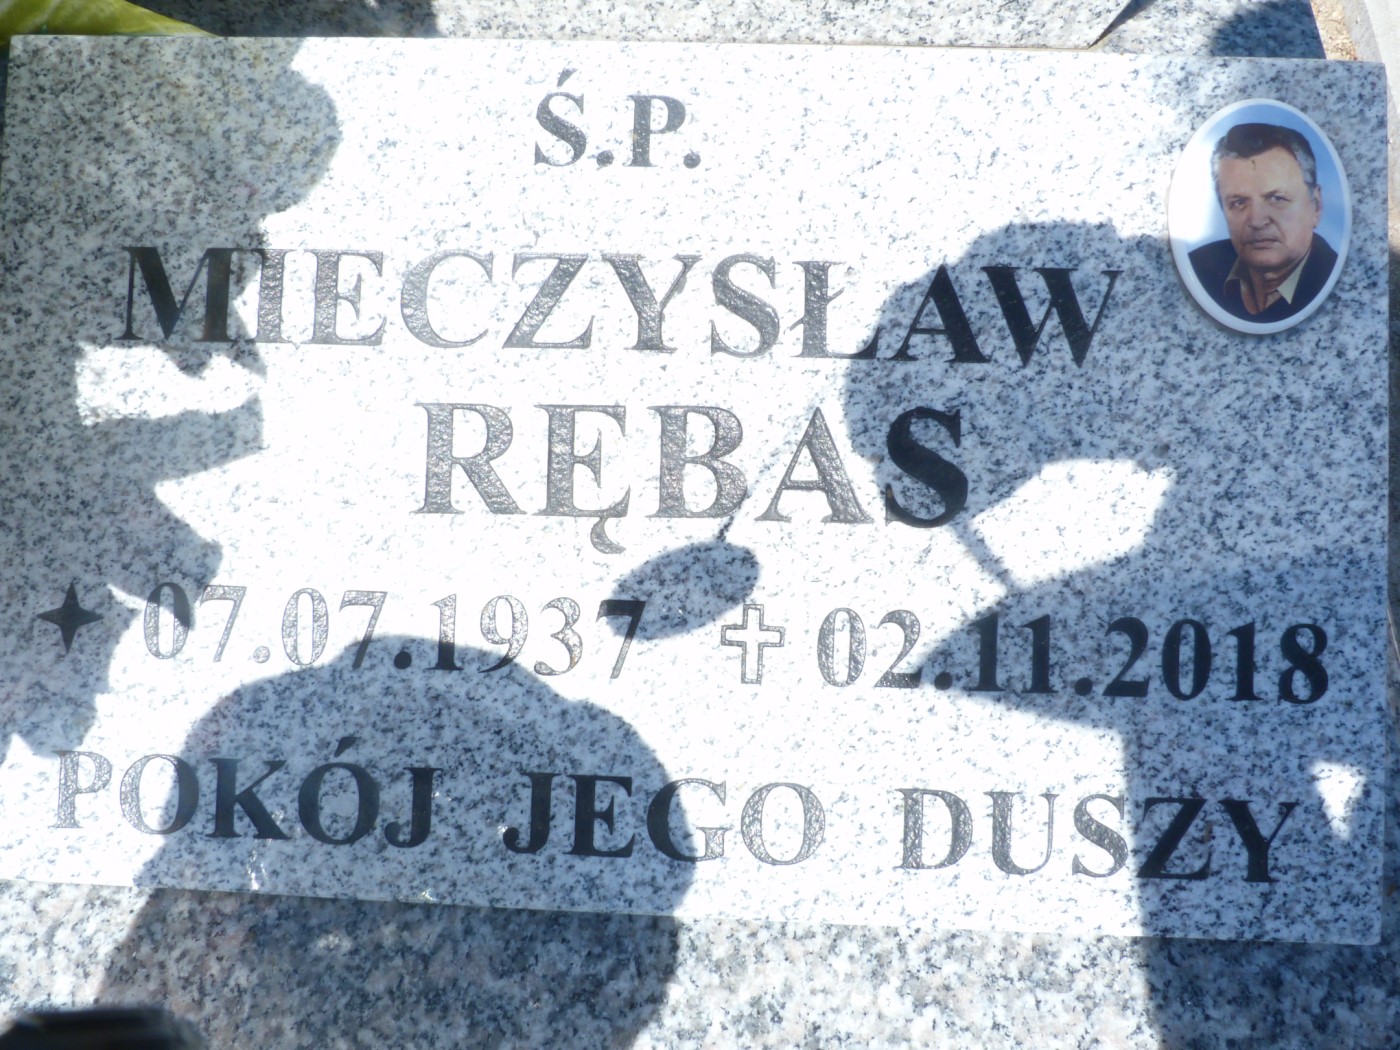 Ś.P.
MIECZYSŁAW
RĘBAS
07.07.1937 02.11.2018
POKÓJ JEGO DUSZY